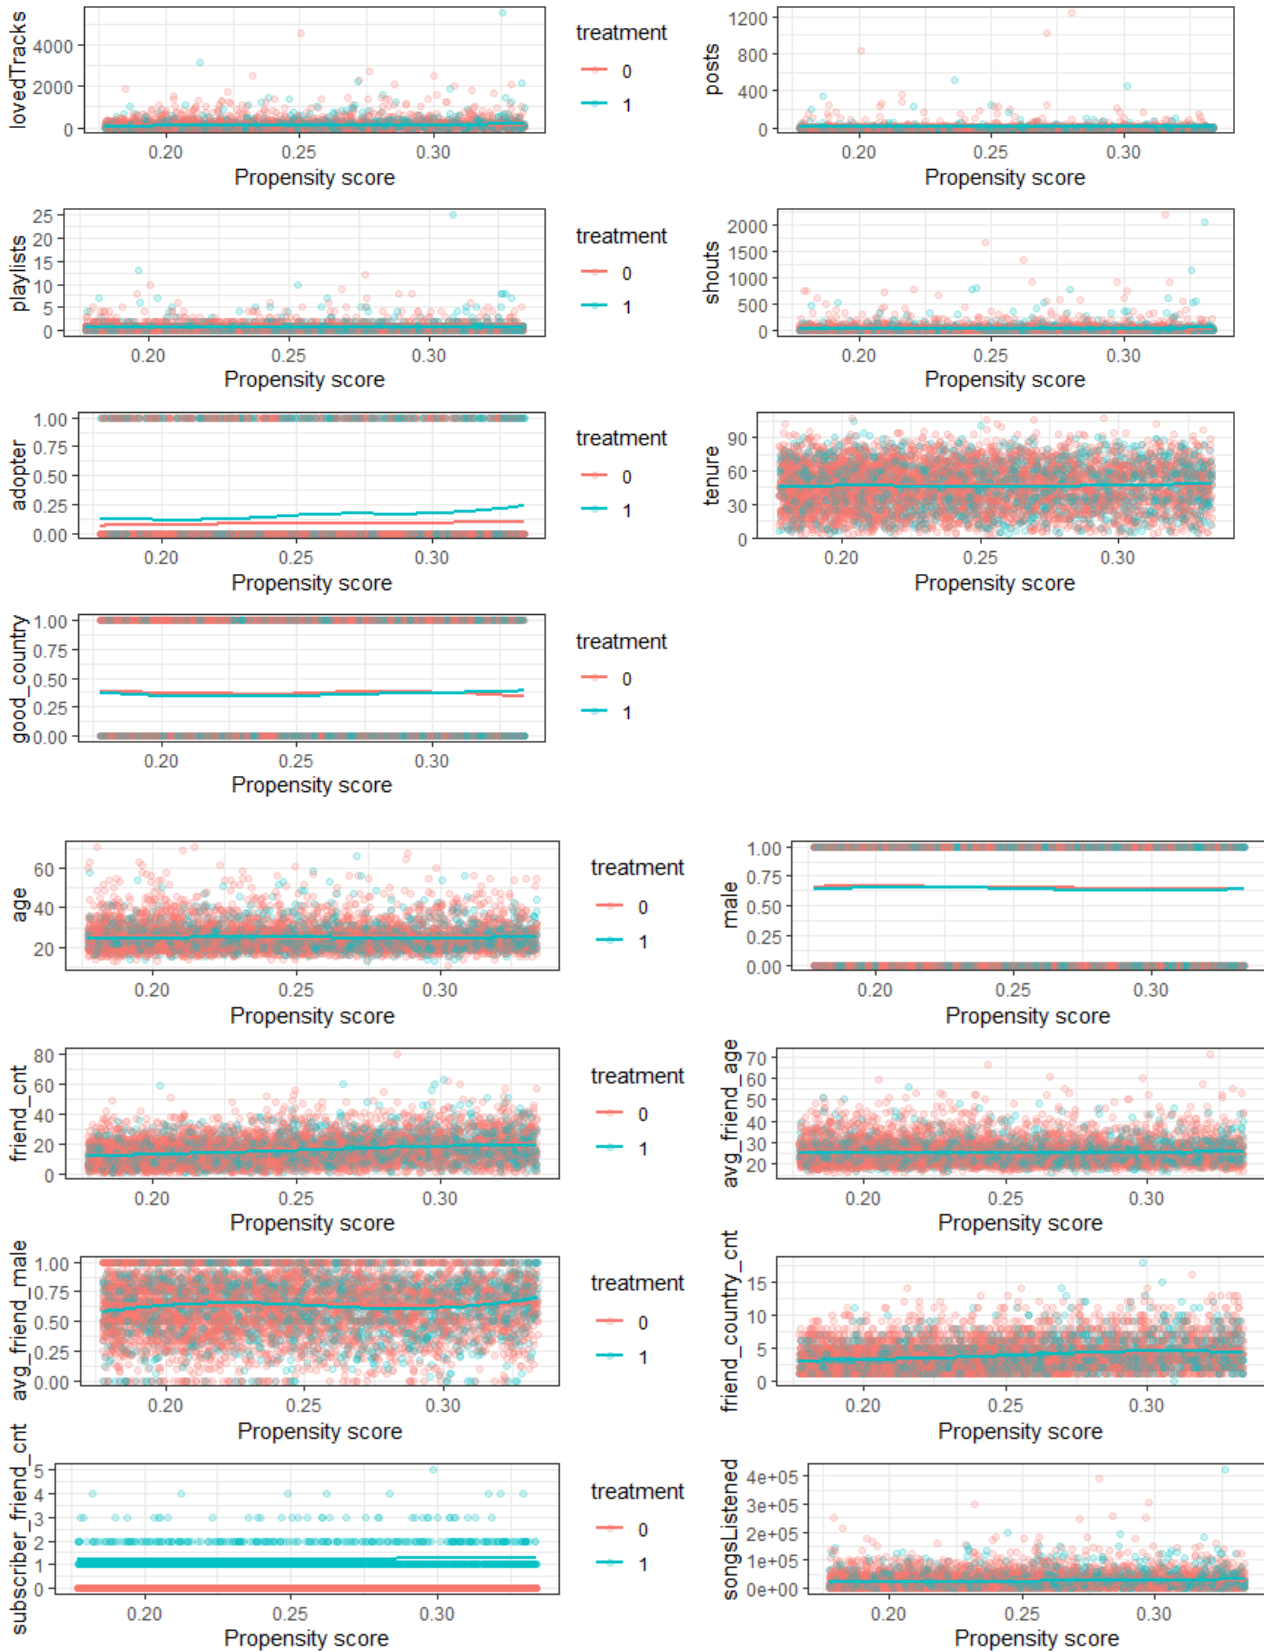 lovedTracks
4000
2000
0
0.20 0.25 0.30
Propensity score
treatment
0
1
posts
1200
800
400
0
0.20 0.25 0.30
Propensity score
playlists
25
20
15
10
5
0
0.20 0.25 0.30
Propensity score
treatment
0
1
shouts
2000
1500
1000
500
0
0.20 0.25 0.30
Propensity score
adopter
1.00
0.75
0.50
0.25
0.00
0.20 0.25 0.30
Propensity score
treatment
0
1
tenure
90
60
30
0
0.20 0.25 0.30
Propensity score
good_country
1.00
0.75
0.50
0.25
0.00
0.20 0.25 0.30
Propensity score
treatment
0
1
age
60
40
20
0.20 0.25 0.30
Propensity score
treatment
0
1
male
1.00
0.75
0.50
0.25
0.00
0.20 0.25 0.30
Propensity score
friend_cnt
80
60
40
20
0
0.20 0.25 0.30
Propensity score
treatment
0
1
avg_friend_age
70
60
50
40
30
20
0.20 0.25 0.30
Propensity score
avg_friend_male
1.00
0.75
0.50
0.25
0.00
0.20 0.25 0.30
Propensity score
treatment
0
1
friend_country_cnt
15
10
5
0
0.20 0.25 0.30
Propensity score
subscriber_friend_cnt
5
4
3
2
1
0
0.20 0.25 0.30
Propensity score
treatment
0
1
songsListened
4e+05
3e+05
2e+05
1e+05
0e+00
0.20 0.25 0.30
Propensity score